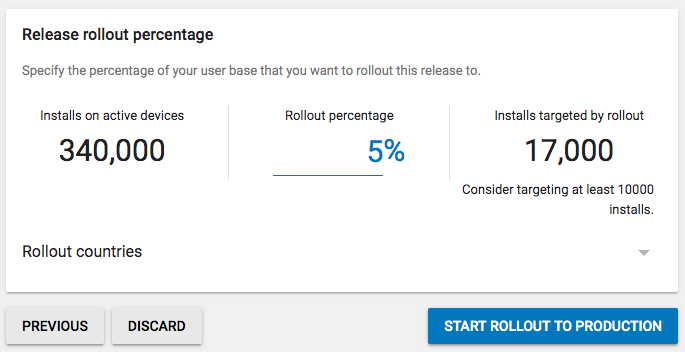 Release rollout percentage
Specify the percentage of your user base that you want to rollout this release to.
Installs on active devices
340,000
Rollout percentage
5%
Installs targeted by rollout
17,000
Consider targeting at least 10000
installs.
Rollout countries
PREVIOUS
DISCARD
START ROLLOUT TO PRODUCTION